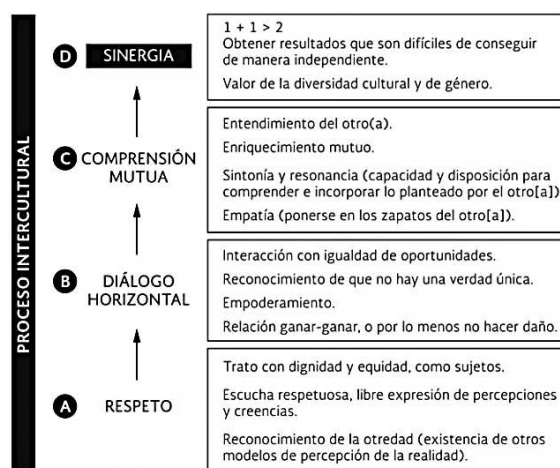 PROCESO INTERCULTURAL
D SINERGIA
1 + 1 > 2
Obtener resultados que son difíciles de conseguir
de manera independiente.
Valor de la diversidad cultural y de género.
C COMPRENSIÓN
MUTUA
Entendimiento del otro(a).
Enriquecimiento mutuo.
Sintonía y resonancia (capacidad y disposición para
comprender e incorporar lo planteado por el otro[a])
Empatía (ponerse en los zapatos del otro[a]).
B DIÁLOGO
HORIZONTAL
Interacción con igualdad de oportunidades.
Reconocimiento de que no hay una verdad única.
Empoderamiento.
Relación ganar-ganar, o por lo menos no hacer daño.
A RESPETO
Trato con dignidad y equidad, como sujetos.
Escucha respetuosa, libre expresión de percepciones
y creencias.
Reconocimiento de la otredad (existencia de otros
modelos de percepción de la realidad).